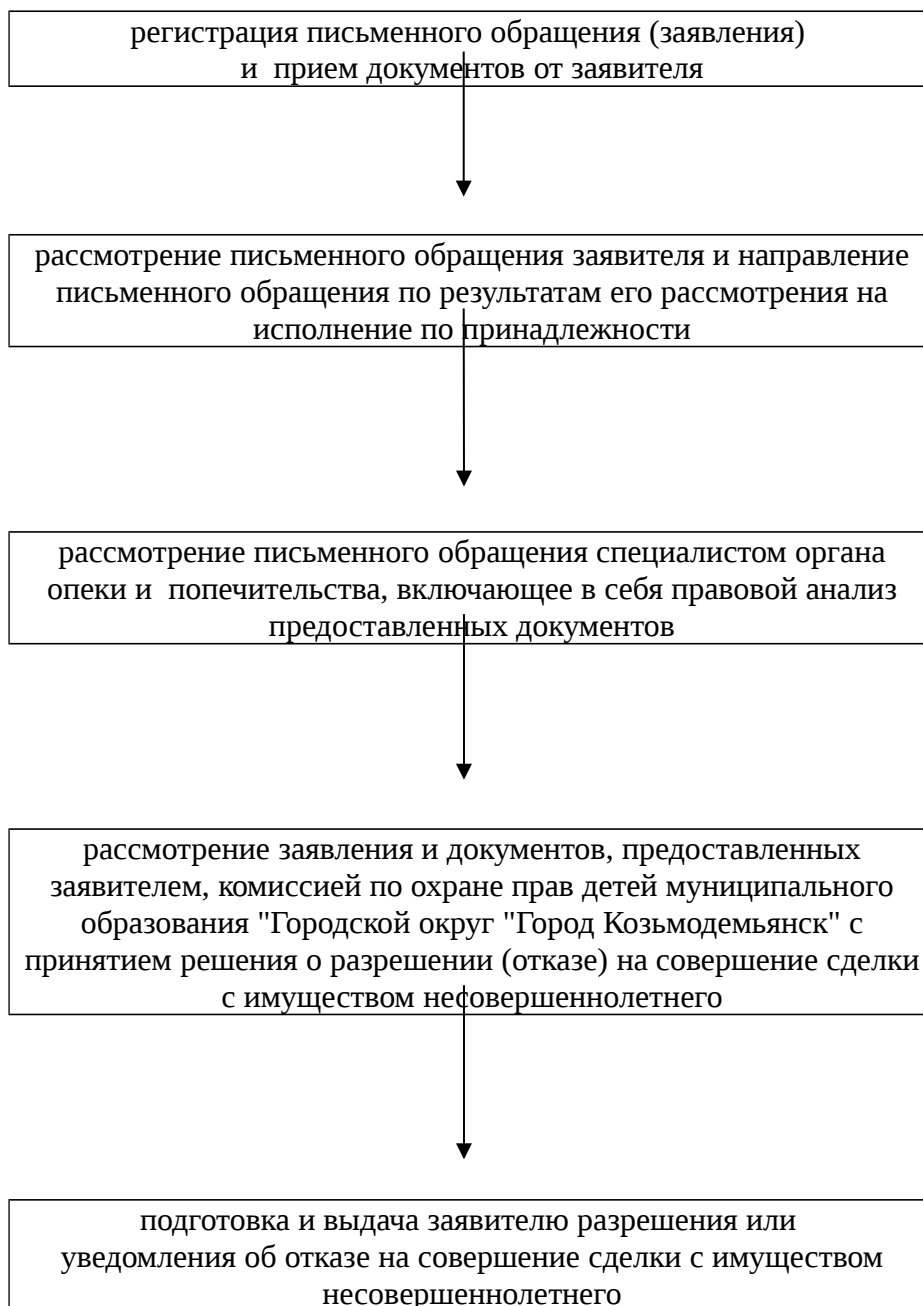 регистрация письменного обращения (заявления)
и прием документов от заявителя
рассмотрение письменного обращения заявителя и направление
письменного обращения по результатам его рассмотрения на
исполнение по принадлежности
рассмотрение письменного обращения специалистом органа
опеки и попечительства, включающее в себя правовой анализ
предоставленных документов
рассмотрение заявления и документов, предоставленных
заявителем, комиссией по охране прав детей муниципального
образования "Городской округ "Город Козьмодемьянск" с
принятием решения о разрешении (отказе) на совершение сделки
с имуществом несовершеннолетнего
подготовка и выдача заявителю разрешения или
уведомления об отказе на совершение сделки с имуществом
несовершеннолетнего